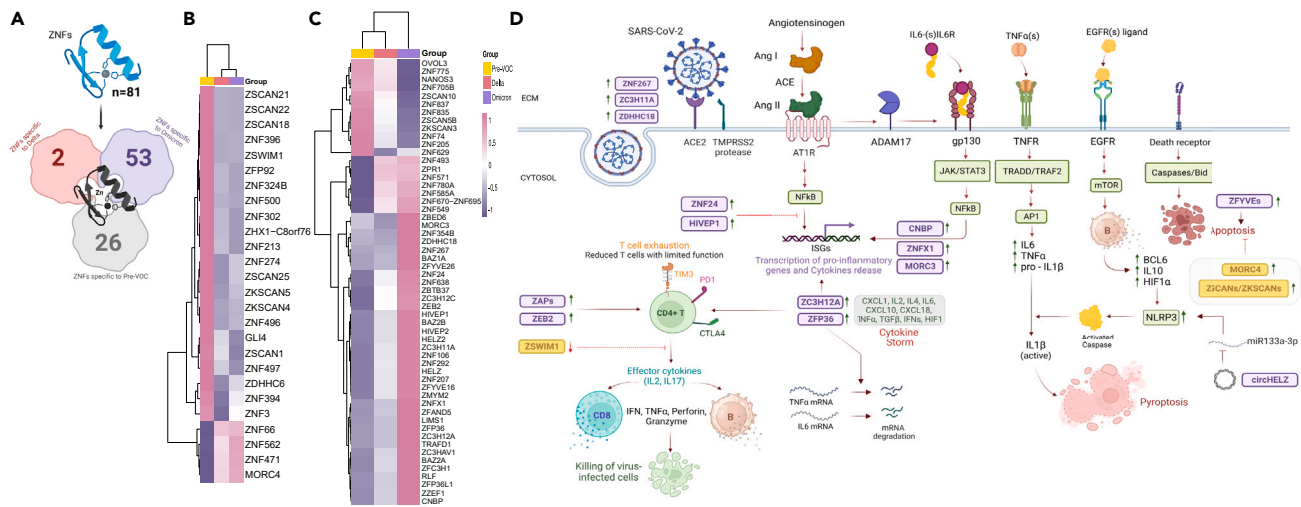 A
ZNFs
n=81
ZNFs specific
to Delta
2
ZNFs specific
to Omicron
53
Zn
26
ZNFs specific to Pre-VOC
B
Group
ZSCAN21
ZSCAN22
ZSCAN18
ZNF396
ZSWIM1
ZFP92
ZNF324B
ZNF500
ZNF302
ZHX1−C8orf76
ZNF213
ZNF274
ZSCAN25
ZKSCAN5
ZKSCAN4
ZNF496
GLI4
ZSCAN1
ZNF497
ZDHHC6
ZNF394
ZNF3
ZNF66
ZNF562
ZNF471
MORC4
C
Group
OVOL3
ZNF775
NANOS3
ZNF705B
ZSCAN10
ZNF837
ZNF835
ZSCAN5B
ZKSCAN3
ZNF74
ZNF205
ZNF629
ZNF493
ZPR1
ZNF571
ZNF780A
ZNF585A
ZNF670−ZNF695
ZNF549
ZBED6
MORC3
ZNF354B
ZDHHC18
ZNF267
BAZ1A
ZFYVE26
ZNF24
ZNF638
ZBTB37
ZC3H12C
ZEB2
HIVEP1
BAZ2B
HIVEP2
HELZ2
ZC3H11A
ZNF106
ZNF292
HELZ
ZNF207
ZFYVE16
ZMYM2
ZNFX1
ZFAND5
LIMS1
ZFP36
ZC3H12A
TRAFD1
ZC3HAV1
BAZ2A
ZFC3H1
RLF
ZFP36L1
ZZEF1
CNBP
Group
Pre-VOC
Delta
Omicron
1
0.5
0
-0.5
-1
D
SARS-CoV-2
Angiotensinogen
IL6-(s)IL6R
TNFα(s)
EGFR(s) ligand
Ang I
ACE
Ang II
ECM
ZNF267
ZC3H11A
ZDHHC18
ACE2
TMPRSS2
protease
AT1R
ADAM17
gp130
TNFR
EGFR
Death receptor
CYTOSOL
JAK/STAT3
TRADD/TRAF2
mTOR
Caspases/Bid
NFkB
NFkB
AP1
B
ZFYVEs
Apoptosis
ZNF24
HIVEP1
ISGs
CNBP
ZNFX1
MORC3
IL6
TNFα
pro - IL1β
BCL6
IL10
HIF1α
MORC4
ZSCANs/ZKSCANs
T cell exhaustion
Reduced T cells with limited function
TIM3
PD1
CD4+ T
CTLA4
Transcription of pro-inflammatory
genes and Cytokines release
ZAPs
ZEB2
ZC3H12A
ZFP36
CXCL1, IL2, IL4, IL6,
CXCL10, CXCL18,
TNFα, TGFβ, IFNs, HIF1
Cytokine
Storm
NLRP3
Activated
Caspase
miR133a-3p
ZSWIM1
IL1β
(active)
circHELZ
Effector cytokines
(IL2, IL17)
CD8
IFN, TNFα, Perforin,
Granzyme
B
TNFα mRNA
IL6 mRNA
mRNA
degradation
Pyroptosis
Killing of virus-
infected cells